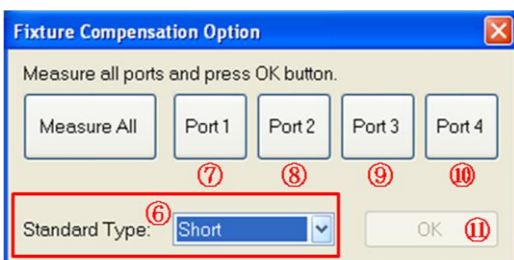 Fixture Compensation Option
Measure all ports and press OK button.
Measure All Port 1 Port 2 Port 3 Port 4
⑦ ⑧ ⑨ ⑩
Standard Type: ⑥ Short OK ⑪